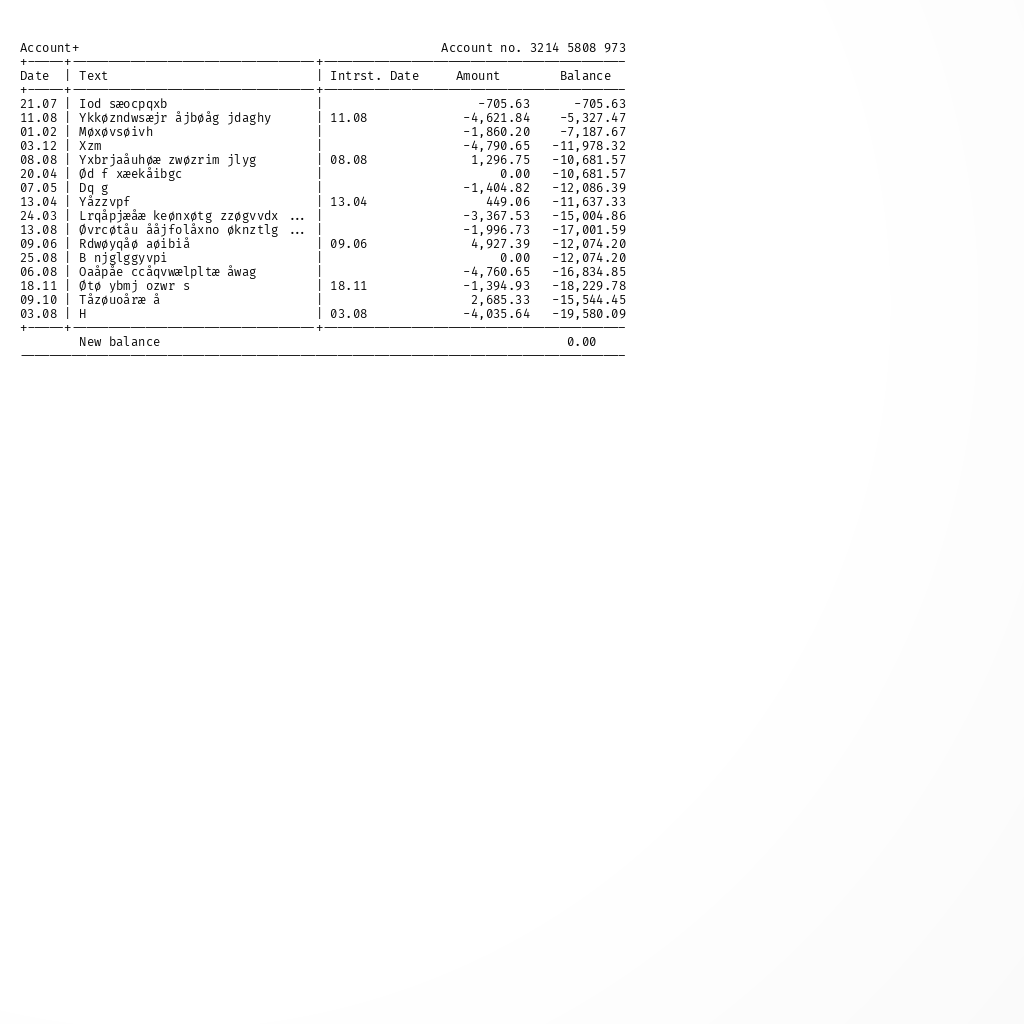 Account+ Account no. 3214 5808 973
Date | Text | Intrst. Date Amount Balance
21.07 | Iod sæocpqxb | -705.63 -705.63
11.08 | Ykkøzndwsæjr åjbøåg jdaghy | 11.08 -4,621.84 -5,327.47
01.02 | Møxøvsøivh | -1,860.20 -7,187.67
03.12 | Xzm | -4,790.65 -11,978.32
08.08 | Yxbrjaåuhøæ zwøzrim jlyg | 08.08 1,296.75 -10,681.57
20.04 | Ød f xæekåibgc | 0.00 -10,681.57
07.05 | Dq g | -1,404.82 -12,086.39
13.04 | Yåzzvpf | 13.04 449.06 -11,637.33
24.03 | Lrqåpjæåæ keønxøtg zzøgvvdx ... | -3,367.53 -15,004.86
13.08 | Øvrcøtåu ååjfolåxno øknztlg ... | -1,996.73 -17,001.59
09.06 | Rdwøyqåø aøibiå | 09.06 4,927.39 -12,074.20
25.08 | B njglggyvpi | 0.00 -12,074.20
06.08 | Oaåpåe ccåqvwælpltæ åwag | -4,760.65 -16,834.85
18.11 | Øtø ybmj ozwr s | 18.11 -1,394.93 -18,229.78
09.10 | Tåzøuoåræ å | 2,685.33 -15,544.45
03.08 | H | 03.08 -4,035.64 -19,580.09
New balance 0.00